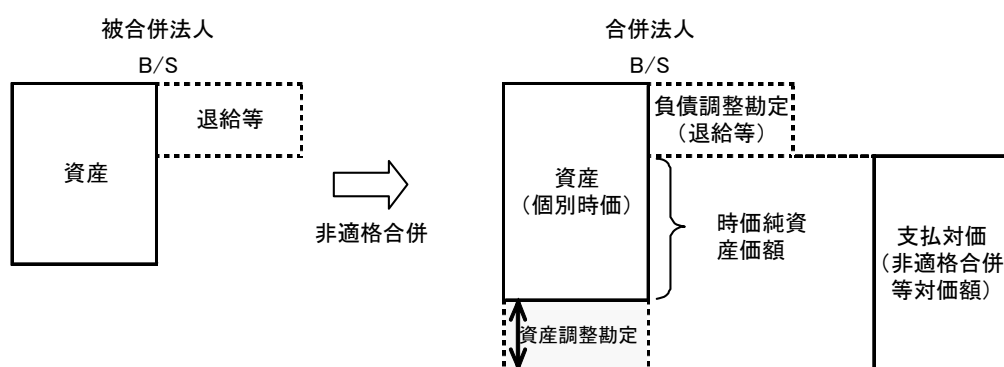 被合併法人
B/S
退給等
資産
非適格合併
合併法人
B/S
負債調整勘定
（退給等）
資産
（個別時価）
時価純資
産価額
支払対価
（非適格合併
等対価額）
資産調整勘定